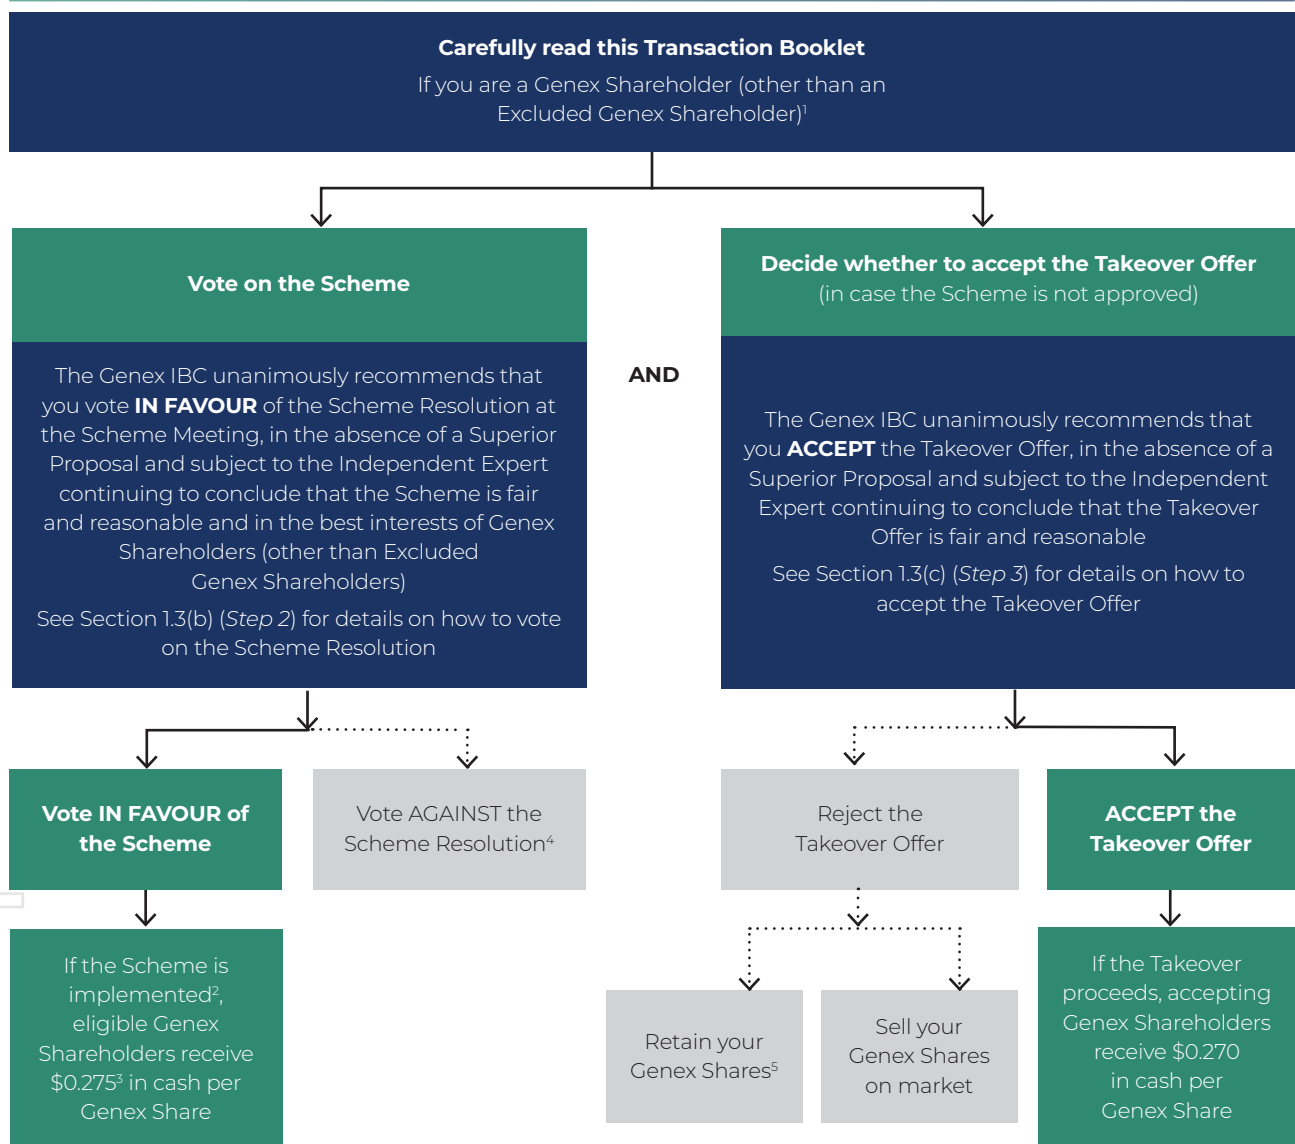 Carefully read this Transaction Booklet
If you are a Genex Shareholder (other than an
Excluded Genex Shareholder)¹
Vote on the Scheme
The Genex IBC unanimously recommends that
you vote IN FAVOUR of the Scheme Resolution at
the Scheme Meeting, in the absence of a Superior
Proposal and subject to the Independent Expert
continuing to conclude that the Scheme is fair
and reasonable and in the best interests of Genex
Shareholders (other than Excluded
Genex Shareholders)
See Section 1.3(b) (Step 2) for details on how to vote
on the Scheme Resolution
AND
Decide whether to accept the Takeover Offer
(in case the Scheme is not approved)
The Genex IBC unanimously recommends that
you ACCEPT the Takeover Offer, in the absence of a
Superior Proposal and subject to the Independent
Expert continuing to conclude that the Takeover
Offer is fair and reasonable
See Section 1.3(c) (Step 3) for details on how to
accept the Takeover Offer
Vote IN FAVOUR of
the Scheme
Vote AGAINST the
Scheme Resolution⁴
Reject the
Takeover Offer
ACCEPT the
Takeover Offer
If the Scheme is
implemented²,
eligible Genex
Shareholders receive
$0.275³ in cash per
Genex Share
Retain your
Genex Shares⁵
Sell your
Genex Shares
on market
If the Takeover
proceeds, accepting
Genex Shareholders
receive $0.270
in cash per
Genex Share